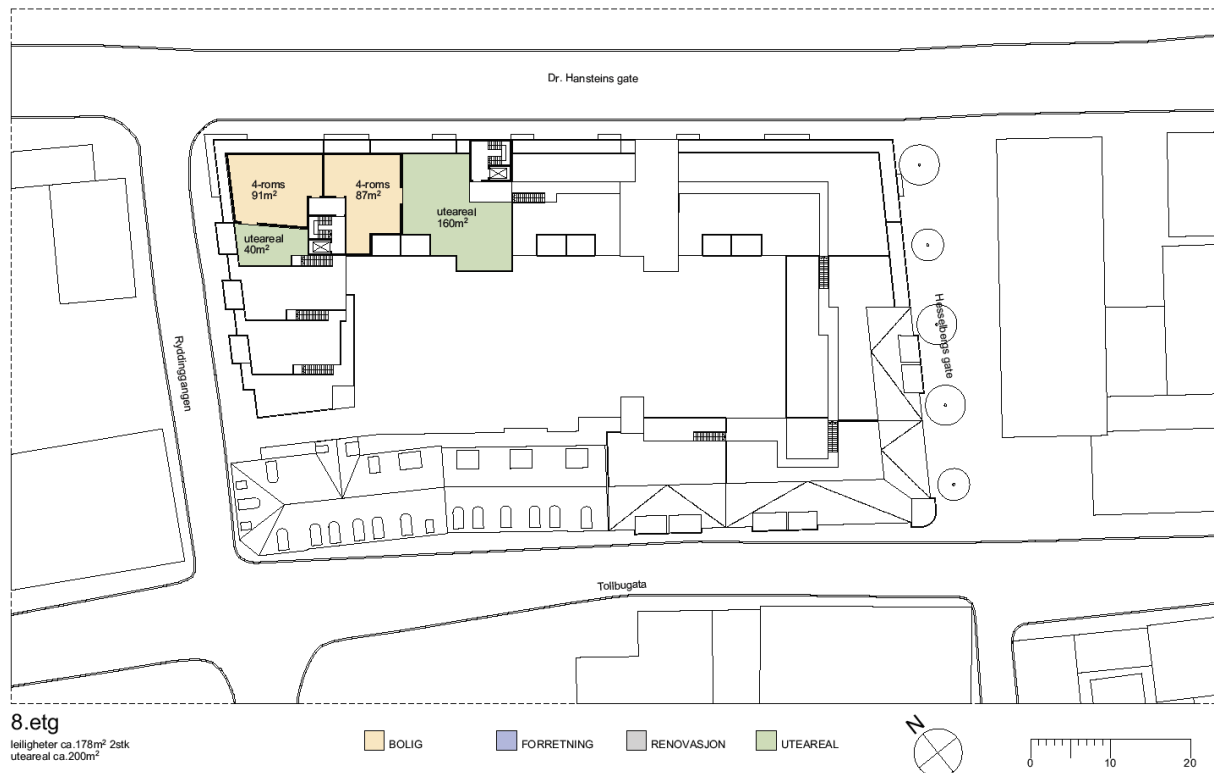 Dr. Hansteins gate
4-roms
91m²
4-roms
87m²
uteareal
160m²
uteareal
40m²
Ryddinggangen
Hesselbergs gate
Tollbugata
8.etg
leiligheter ca.178m² 2stk
uteareal ca.200m²
BOLIG
FORRETNING
RENOVASJON
UTEAREAL
N
0
10
20